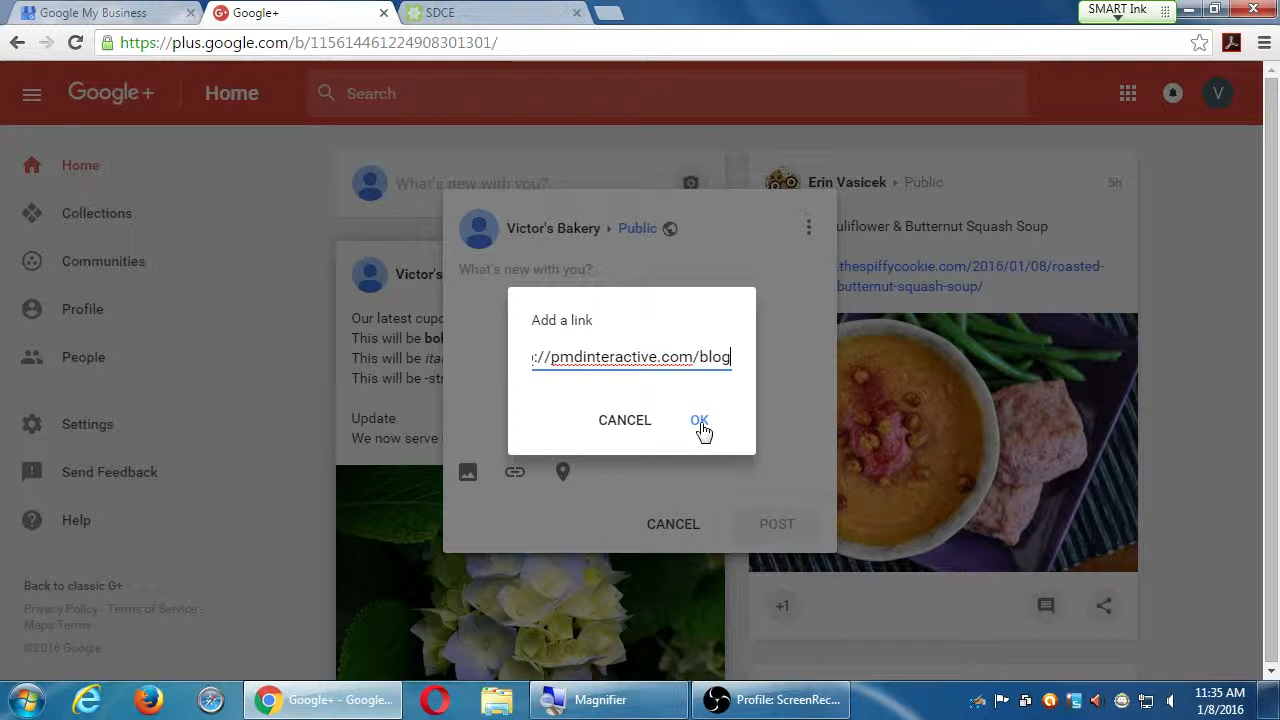 Google My Business
Google+
SDCE
SMART Ink
https://plus.google.com/b/115614461224908301301/
Google+
Home
Search
V
Home
Collections
Communities
Profile
People
Settings
Send Feedback
Help
Back to classic G+
Privacy Policy - Terms of Service -
Maps Terms
©2016 Google
What's new with you?
Victor's
Our latest cupc
This will be bol
This will be ita
This will be -str
Update
We now serve
Victor's Bakery
Public
What's new with you?
Add a link
://pmdinteractive.com/blog
CANCEL
OK
CANCEL
POST
Erin Vasicek
Public
5h
uliflower & Butternut Squash Soup
.thespiffycookie.com/2016/01/08/roasted-
butternut-squash-soup/
+1
Google+ - Google...
Magnifier
Profile: ScreenRec...
11:35 AM
1/8/2016